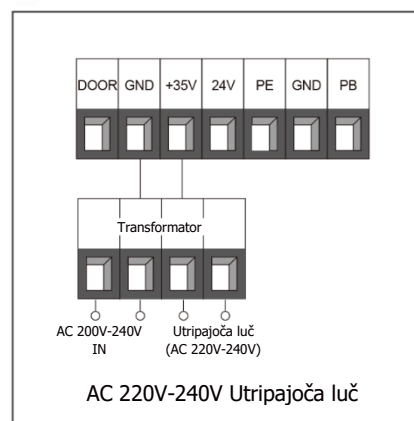 DOOR GND +35V 24V PE GND PB
Transformator
AC 200V-240V
IN
Utripajoča luč
(AC 220V-240V)
AC 220V-240V Utripajoča luč